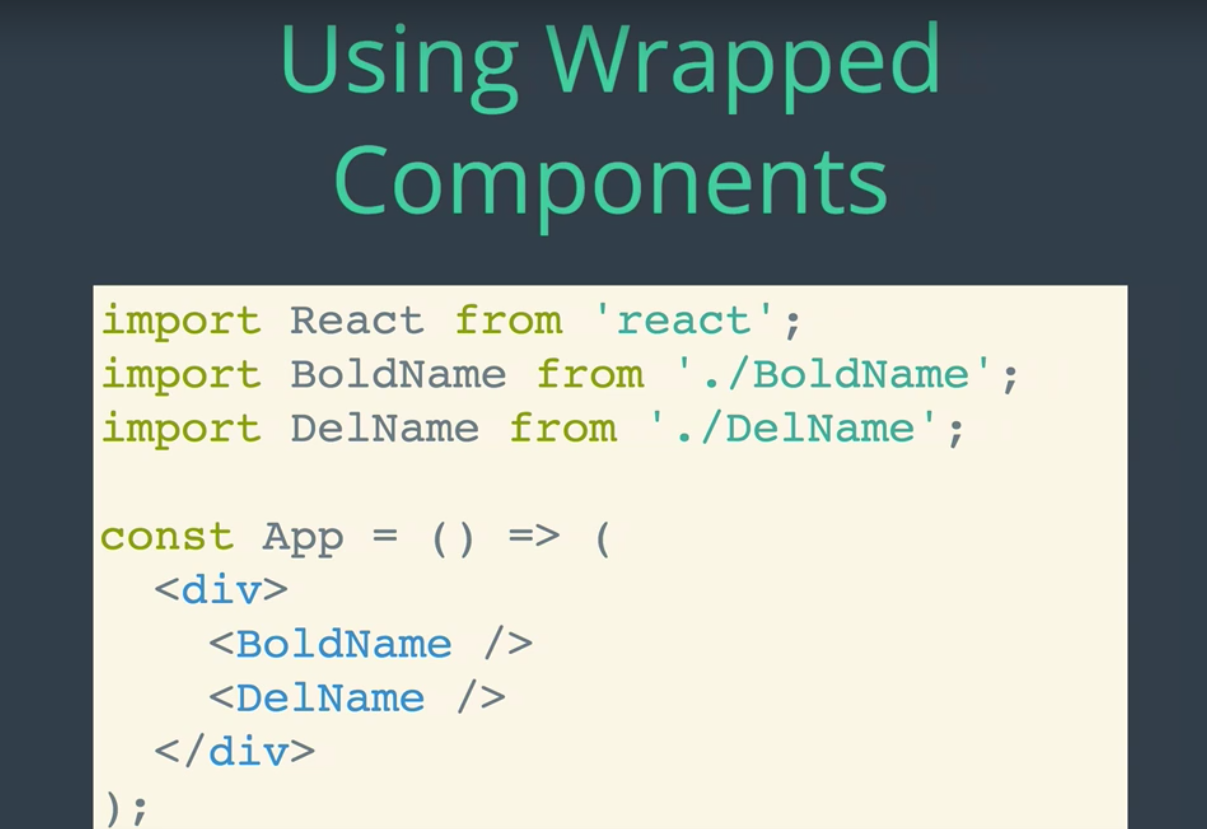 Using Wrapped
Components
import React from 'react';
import BoldName from './BoldName';
import DelName from './DelName';

const App = () => (
  <div>
    <BoldName />
    <DelName />
  </div>
);